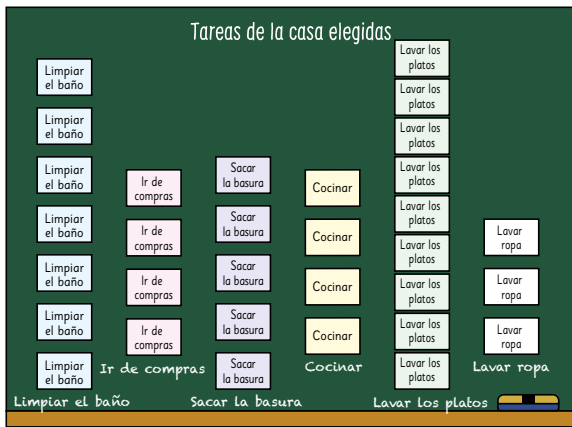 Tareas de la casa elegidas
Limpiar
el baño
Limpiar
el baño
Limpiar
el baño
Limpiar
el baño
Limpiar
el baño
Limpiar
el baño
Limpiar
el baño
Limpiar el baño
Ir de
compras
Ir de
compras
Ir de
compras
Ir de
compras
Ir de compras
Sacar
la basura
Sacar
la basura
Sacar
la basura
Sacar
la basura
Sacar
la basura
Sacar la basura
Cocinar
Cocinar
Cocinar
Cocinar
Cocinar
Lavar los
platos
Lavar los
platos
Lavar los
platos
Lavar los
platos
Lavar los
platos
Lavar los
platos
Lavar los
platos
Lavar los
platos
Lavar los
platos
Lavar los platos
Lavar
ropa
Lavar
ropa
Lavar
ropa
Lavar ropa